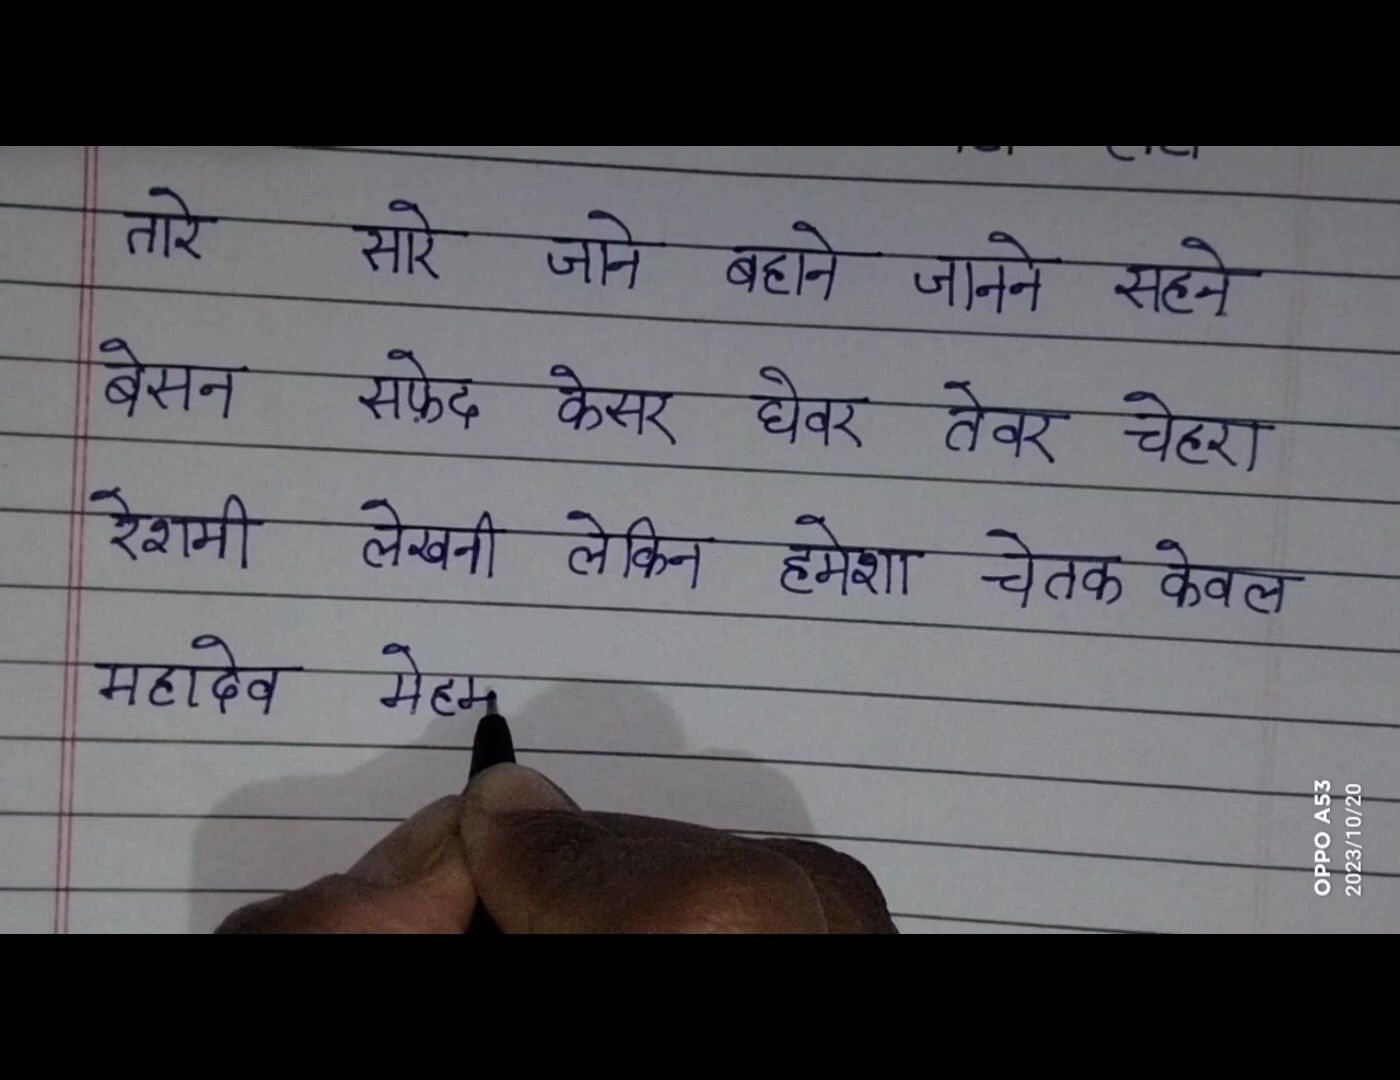 तारे सारे जाने बहाने जानने सहने
बेसन सफ़ेद केसर घेवर तेवर चेहरा
रेशमी लेखनी लेकिन हमेशा चेतक केवल
महादेव मेहम
OPPO A53
2023/10/20